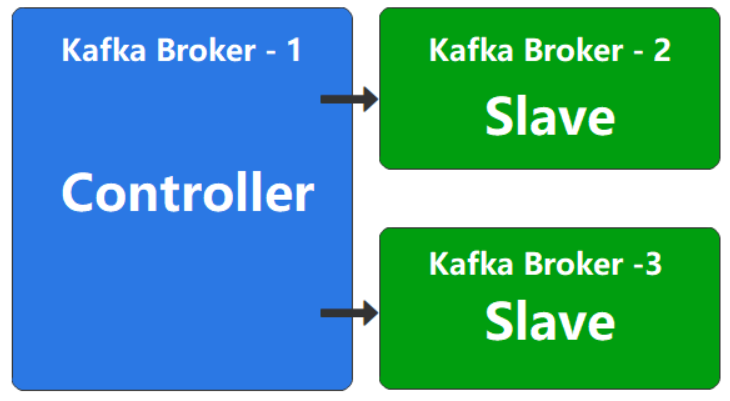 Kafka Broker - 1
Controller
Kafka Broker - 2
Slave
Kafka Broker -3
Slave